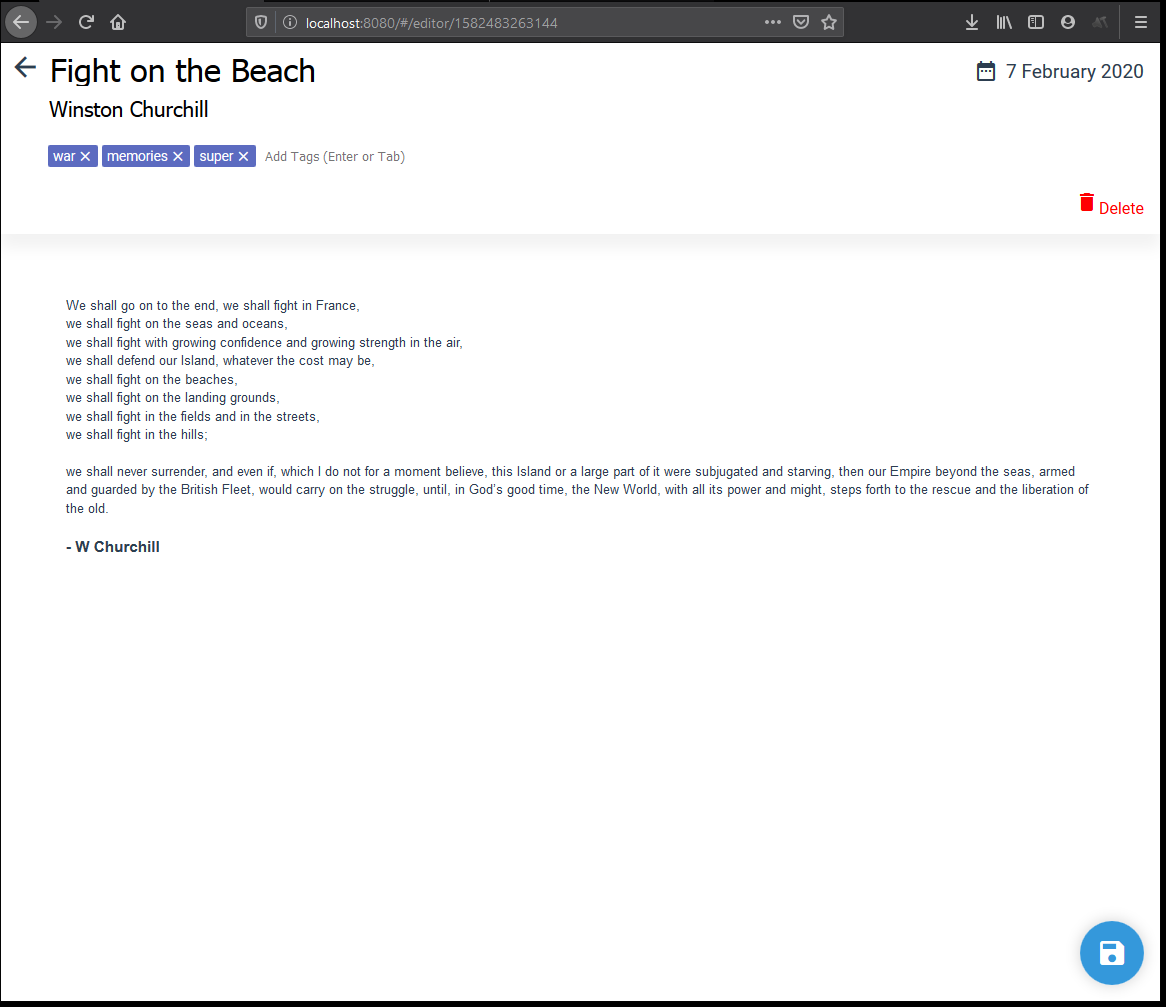 localhost:8080/#/editor/1582483263144
Fight on the Beach
7 February 2020
Winston Churchill
war × memories × super × Add Tags (Enter or Tab)
Delete
We shall go on to the end, we shall fight in France,
we shall fight on the seas and oceans,
we shall fight with growing confidence and growing strength in the air,
we shall defend our Island, whatever the cost may be,
we shall fight on the beaches,
we shall fight on the landing grounds,
we shall fight in the fields and in the streets,
we shall fight in the hills;
we shall never surrender, and even if, which I do not for a moment believe, this Island or a large part of it were subjugated and starving, then our Empire beyond the seas, armed
and guarded by the British Fleet, would carry on the struggle, until, in God's good time, the New World, with all its power and might, steps forth to the rescue and the liberation of
the old.
- W Churchill